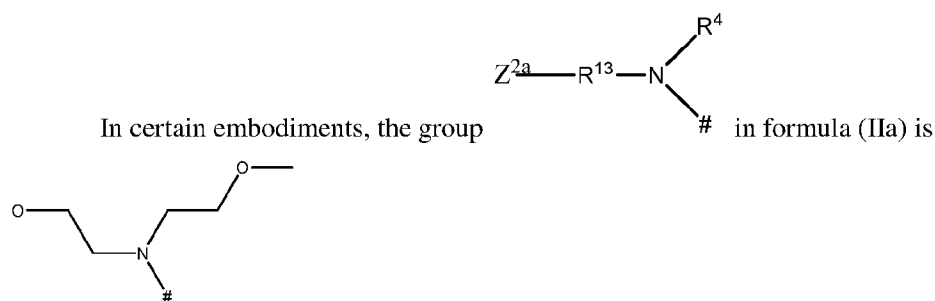 R⁴
Z²ᵃ R¹³ N
In certain embodiments, the group # in formula (IIa) is
O
O N
#